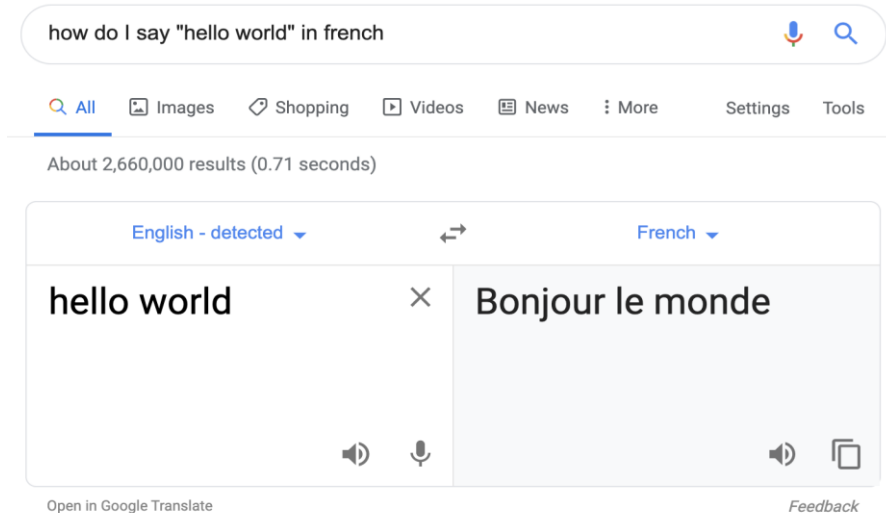 how do I say "hello world" in french
All Images Shopping Videos News More Settings Tools
About 2,660,000 results (0.71 seconds)
English - detected French
hello world Bonjour le monde
Open in Google Translate Feedback